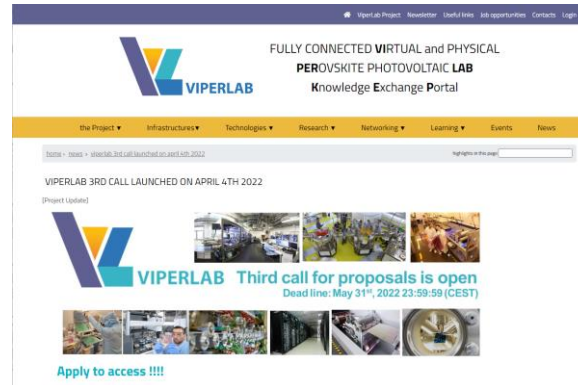 ViperLab Project Newsletter Useful links Job opportunities Contacts Login
VIPERLAB
FULLY CONNECTED VIRTUAL and PHYSICAL
PEROVSKITE PHOTOVOLTAIC LAB
Knowledge Exchange Portal
the Project ▼ Infrastructures▼ Technologies ▼ Research ▼ Networking ▼ Learning ▼ Events News
home » news » viperlab 3rd call launched on april 4th 2022
highlights in this page
VIPERLAB 3RD CALL LAUNCHED ON APRIL 4TH 2022
[Project Update]
VIPERLAB Third call for proposals is open
Dead line: May 31st, 2022 23:59:59 (CEST)
Apply to access !!!!